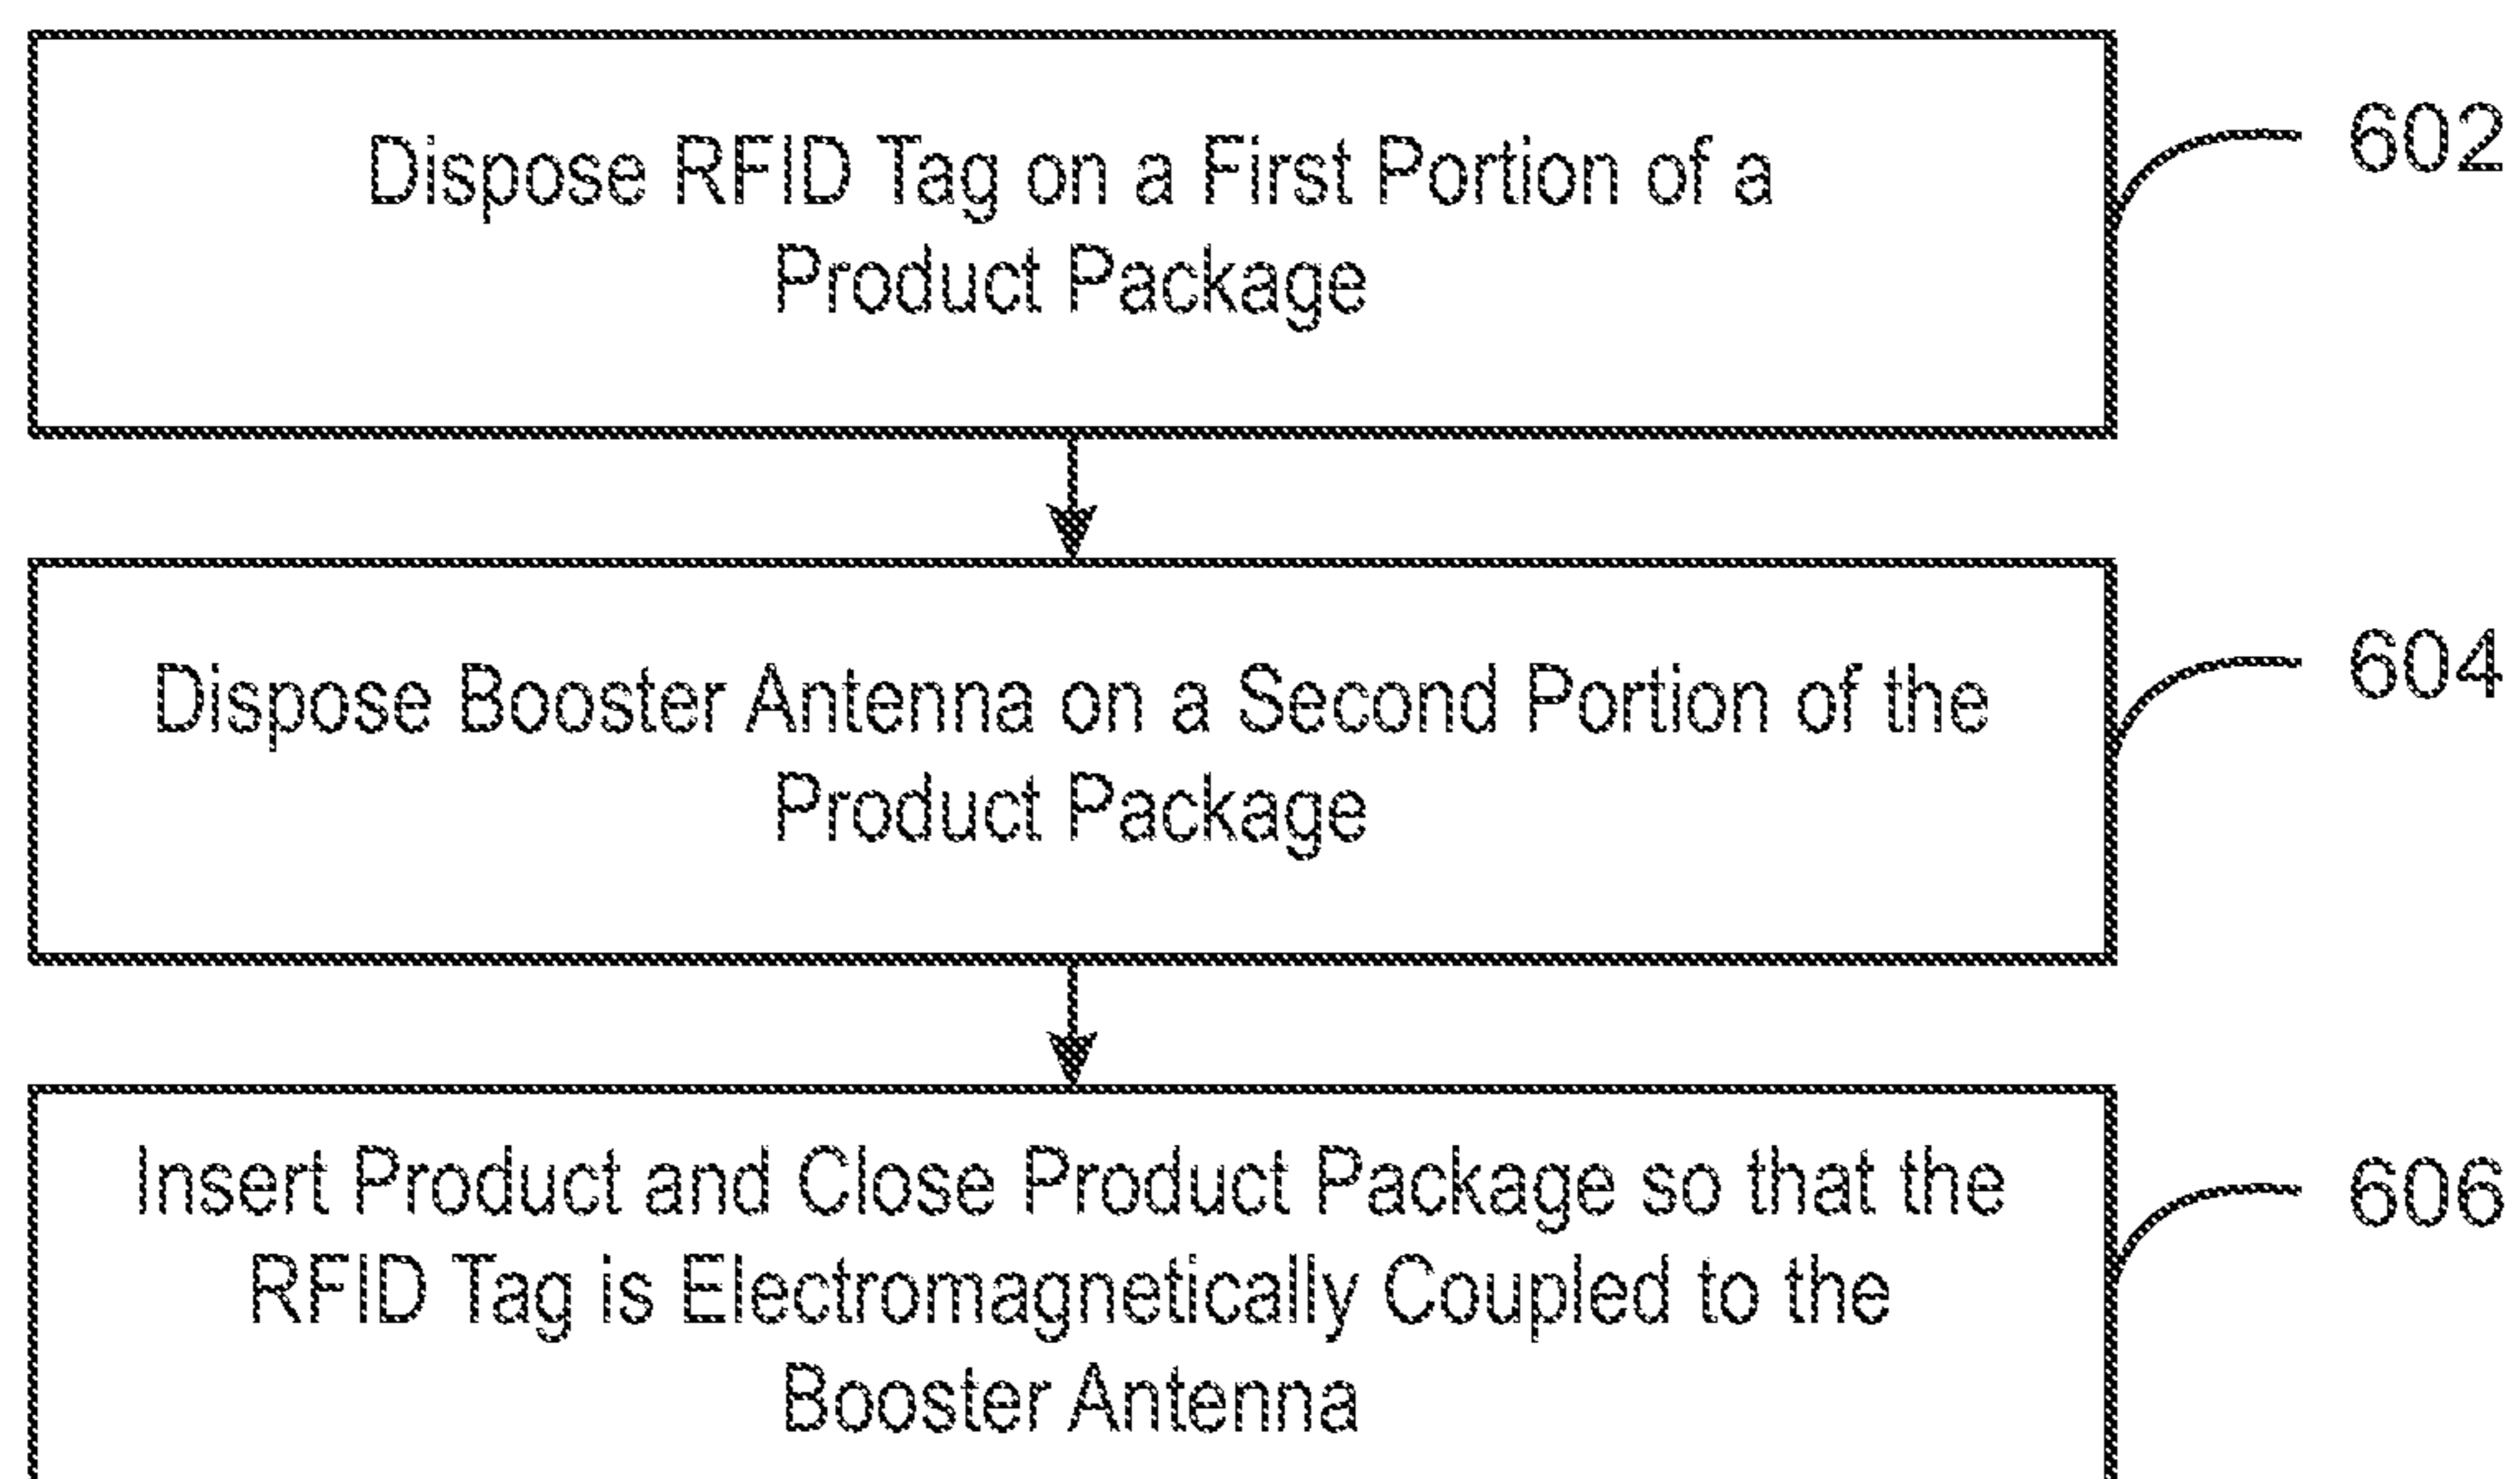 Dispose RFID Tag on a First Portion of a
Product Package
602
Dispose Booster Antenna on a Second Portion of the
Product Package
604
Insert Product and Close Product Package so that the
RFID Tag is Electromagnetically Coupled to the
Booster Antenna
606